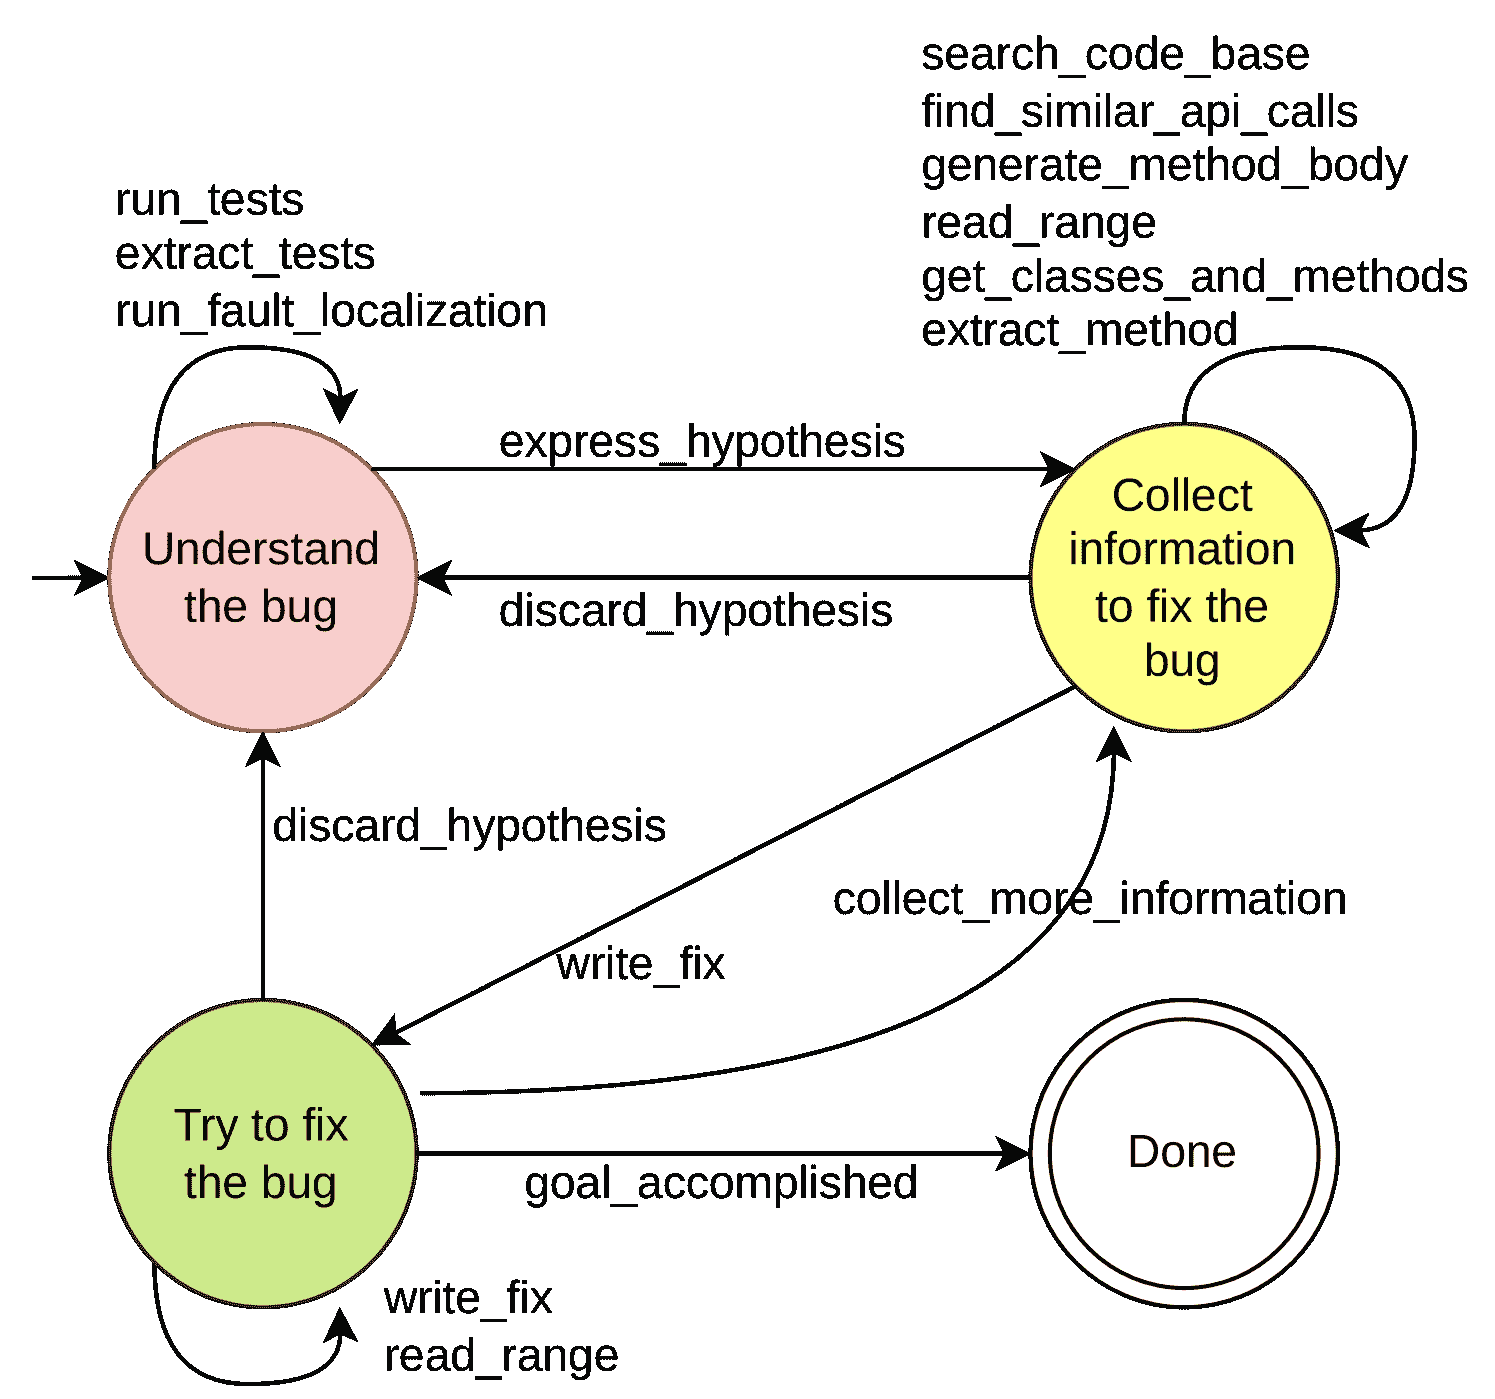 search_code_base
find_similar_api_calls
generate_method_body
read_range
get_classes_and_methods
extract_method
run_tests
extract_tests
run_fault_localization
express_hypothesis
Understand
the bug
Collect
information
to fix the
bug
discard_hypothesis
discard_hypothesis
collect_more_information
write_fix
Try to fix
the bug
Done
goal_accomplished
write_fix
read_range